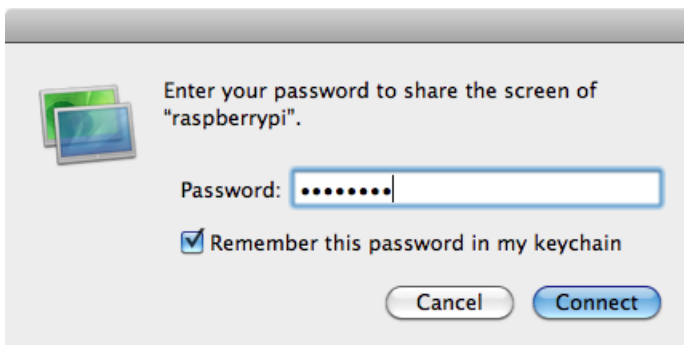 Enter your password to share the screen of
“raspberrypi”.
Password: ••••••••
Remember this password in my keychain
Cancel Connect